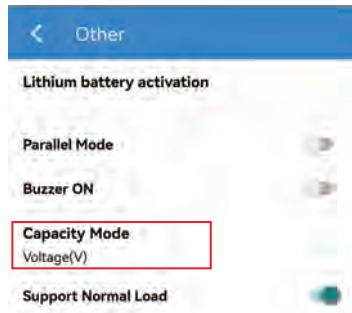 Other
Lithium battery activation
Parallel Mode
Buzzer ON
Capacity Mode
Voltage(V)
Support Normal Load